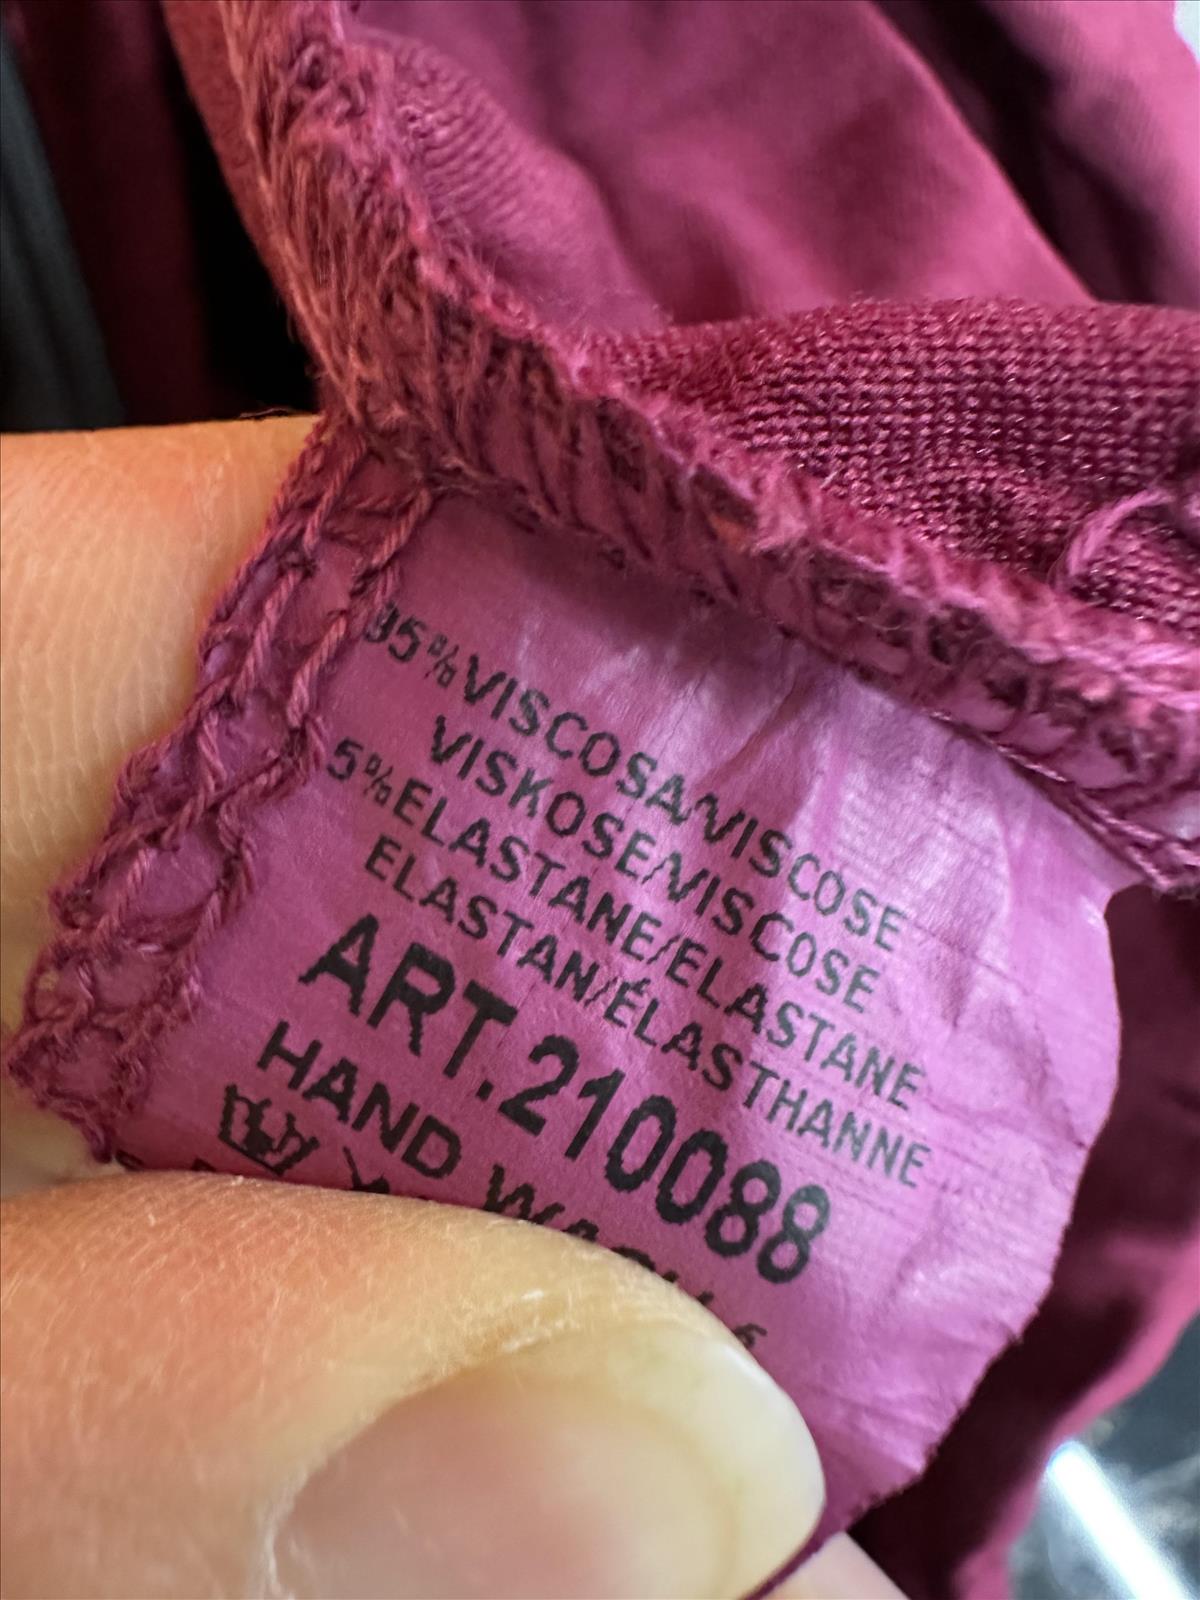 95%VISCOSA/VISCOSE
VISKOSE/VISCOSE
5%ELASTANE/ELASTANE
ELASTAN/ÉLASTHANNE
ART.210088
HAND